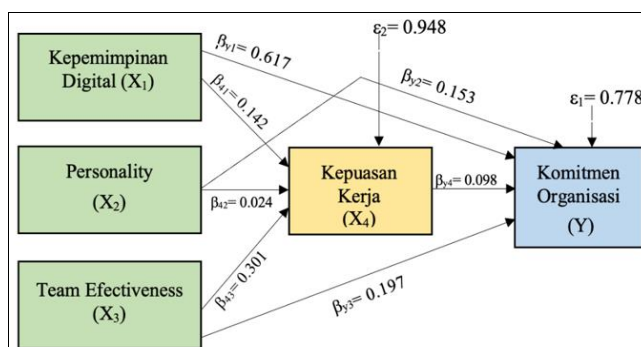 Kepemimpinan
Digital (X₁)
Personality
(X₂)
Team Efectiveness
(X₃)
Kepuasan
Kerja
(X₄)
Komitmen
Organisasi
(Y)
ε₂= 0.948
ε₁= 0.778
βy1= 0.617
βy2= 0.153
β41= 0.142
β42= 0.024
β43= 0.301
βy4= 0.098
βy3= 0.197